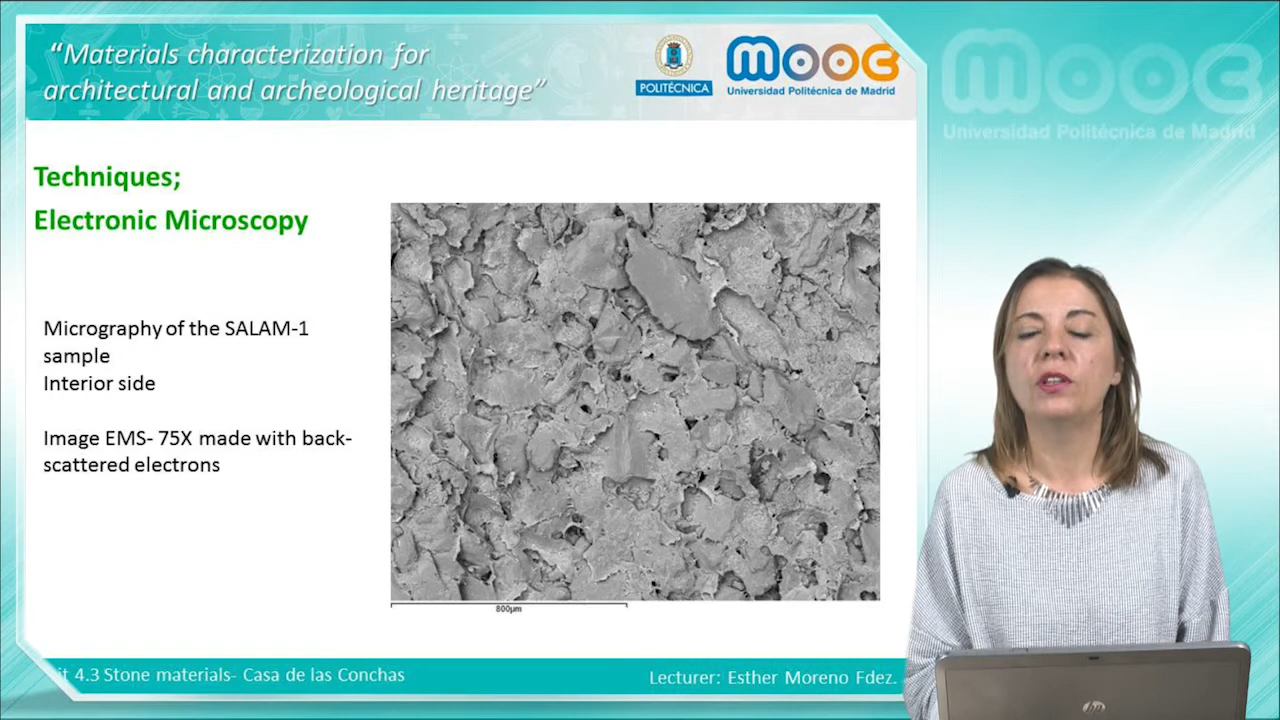 “Materials characterization for
architectural and archeological heritage”
POLITÉCNICA
mooc
Universidad Politécnica de Madrid
mooc
Universidad Politécnica de Madrid
Techniques;
Electronic Microscopy
Micrography of the SALAM-1
sample
Interior side
Image EMS- 75X made with back-
scattered electrons
800µm
4.3 Stone materials- Casa de las Conchas
Lecturer: Esther Moreno Fdez.
hp